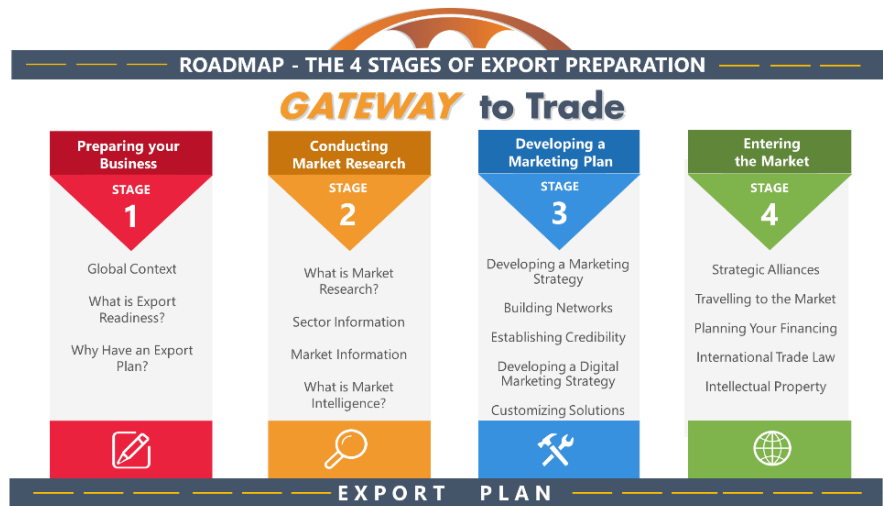 ROADMAP - THE 4 STAGES OF EXPORT PREPARATION
GATEWAY to Trade
Preparing your
Business
STAGE
1
Global Context
What is Export
Readiness?
Why Have an Export
Plan?
Conducting
Market Research
STAGE
2
What is Market
Research?
Sector Information
Market Information
What is Market
Intelligence?
Developing a
Marketing Plan
STAGE
3
Developing a Marketing
Strategy
Building Networks
Establishing Credibility
Developing a Digital
Marketing Strategy
Customizing Solutions
Entering
the Market
STAGE
4
Strategic Alliances
Travelling to the Market
Planning Your Financing
International Trade Law
Intellectual Property
EXPORT PLAN